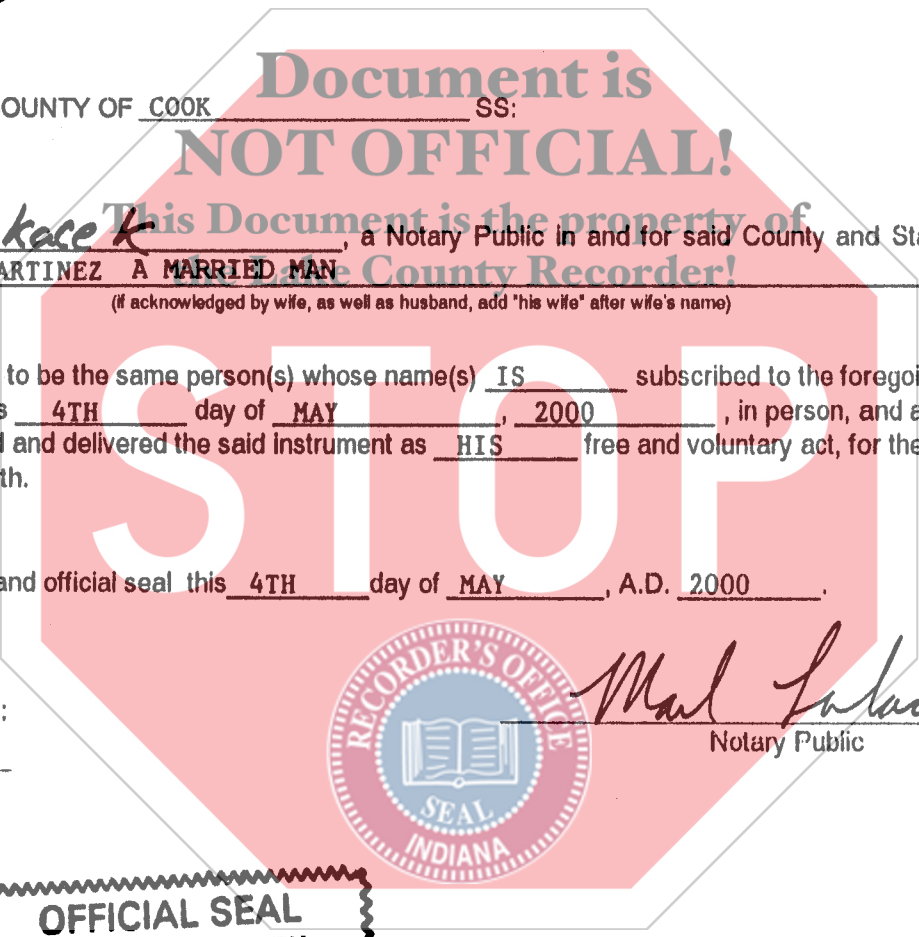 Document is
OUNTY OF COOK SS:
NOT OFFICIAL!
This Document is the property of
kace k, a Notary Public in and for said County and Sta
the Lake County Recorder!
ARTINEZ A MARRIED MAN
(if acknowledged by wife, as well as husband, add "his wife" after wife's name)
STOP
to be the same person(s) whose name(s) IS subscribed to the foregoi
s 4TH day of MAY, 2000, in person, and a
d and delivered the said instrument as HIS free and voluntary act, for the
th.
and official seal this 4TH day of MAY, A.D. 2000.
RECORDER'S OFFICE
:
Notary Public
SEAL
INDIANA
OFFICIAL SEAL